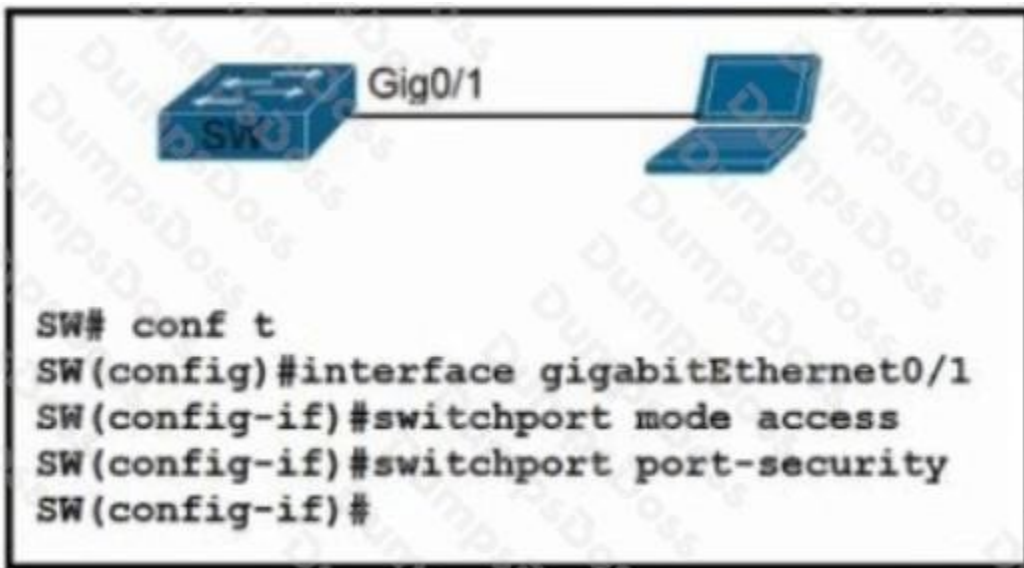 Gig0/1
SW
SW# conf t
SW(config)#interface gigabitEthernet0/1
SW(config-if)#switchport mode access
SW(config-if)#switchport port-security
SW(config-if)#
DumpsDoss